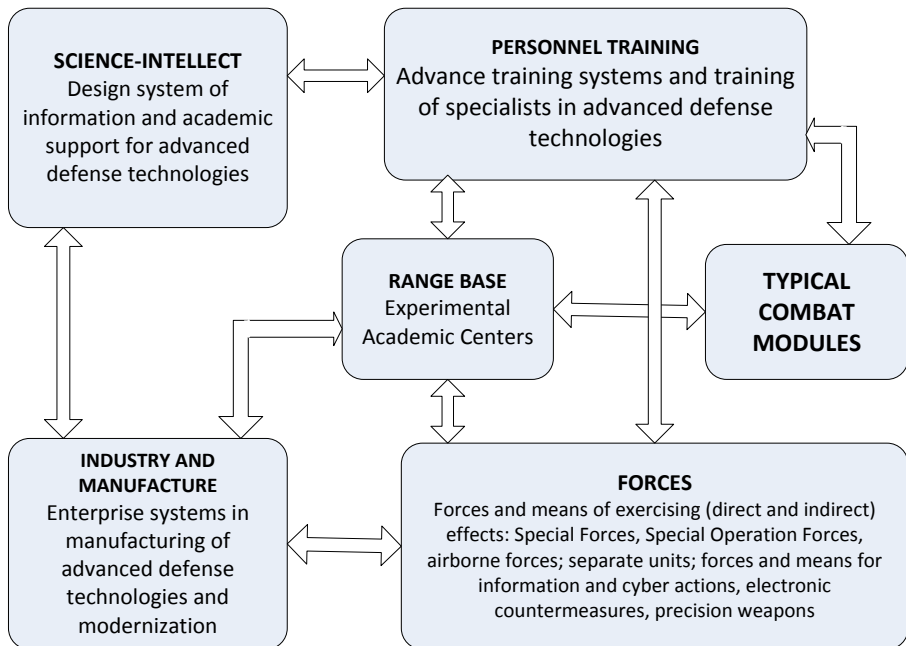 SCIENCE-INTELLECT
Design system of
information and academic
support for advanced
defense technologies
PERSONNEL TRAINING
Advance training systems and training
of specialists in advanced defense
technologies
RANGE BASE
Experimental
Academic Centers
TYPICAL
COMBAT
MODULES
INDUSTRY AND
MANUFACTURE
Enterprise systems in
manufacturing of
advanced defense
technologies and
modernization
FORCES
Forces and means of exercising (direct and indirect)
effects: Special Forces, Special Operation Forces,
airborne forces; separate units; forces and means for
information and cyber actions, electronic
countermeasures, precision weapons